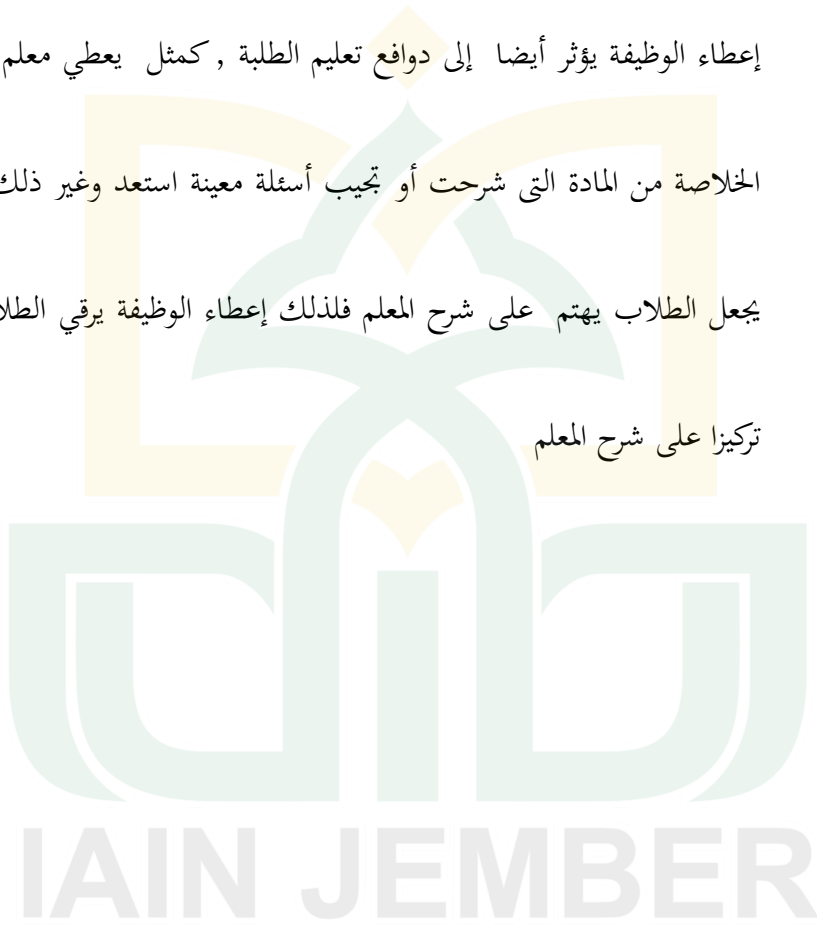 إعطاء الوظيفة يؤثر أيضا إلى دوافع تعليم الطلبة , كمثل يعطي معلم
الخلاصة من المادة التى شرحت أو تجيب أسئلة معينة استعد وغير ذلك
يجعل الطلاب يهتم على شرح المعلم فلذلك إعطاء الوظيفة يرقي
تركيزا على شرح المعلم
IAIN JEMBER